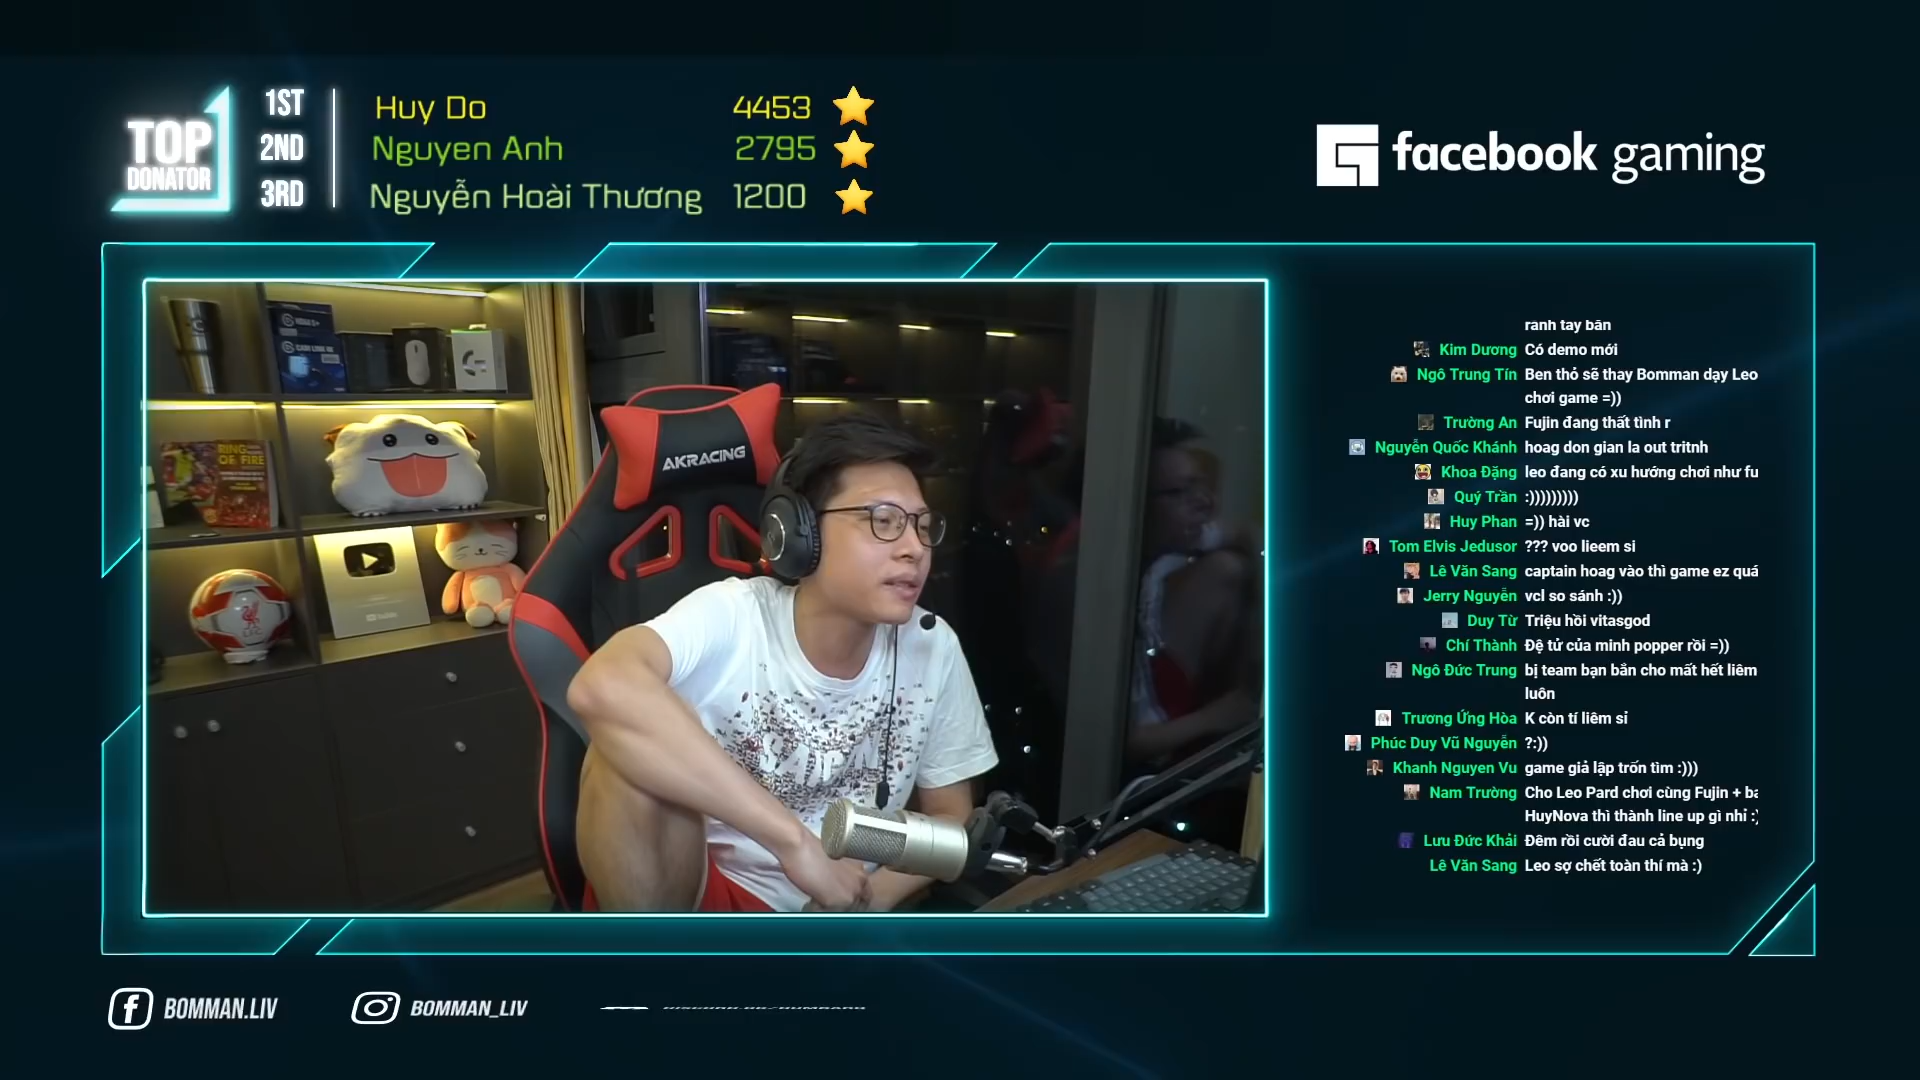 TOP
DONATOR
1ST
Huy Do
4453
2ND
Nguyen Anh
2795
3RD
Nguyễn Hoài Thương
1200
facebook gaming
RING
OF FIRE
AKRACING
SAIPAN
ranh tay băn
Kim Dương Có demo mới
Ngô Trung Tín Ben thỏ sẽ thay Bomman dạy Leo
chơi game =))
Trường An Fujin đang thất tình r
Nguyễn Quốc Khánh hoag don gian la out tritnh
Khoa Đặng leo đang có xu hướng chơi như fu
Quý Trần :)))))))))
Huy Phan =)) hài vc
Tom Elvis Jedusor ??? voo lieem si
Lê Văn Sang captain hoag vào thì game ez quá
Jerry Nguyễn vcl so sánh :))
Duy Từ Triệu hồi vitasgod
Chí Thành Đệ tử của minh popper rồi =))
Ngô Đức Trung bị team bạn bắn cho mất hết liêm
luôn
Trương Ứng Hòa K còn tí liêm sỉ
Phúc Duy Vũ Nguyễn ?:))
Khanh Nguyen Vu game giả lập trốn tìm :)))
Nam Trường Cho Leo Pard chơi cùng Fujin + ba
HuyNova thì thành line up gì nhỉ :)
Lưu Đức Khải Đêm rồi cười đau cả bụng
Lê Văn Sang Leo sợ chết toàn thí mà :)
BOMMAN.LIV
BOMMAN_LIV